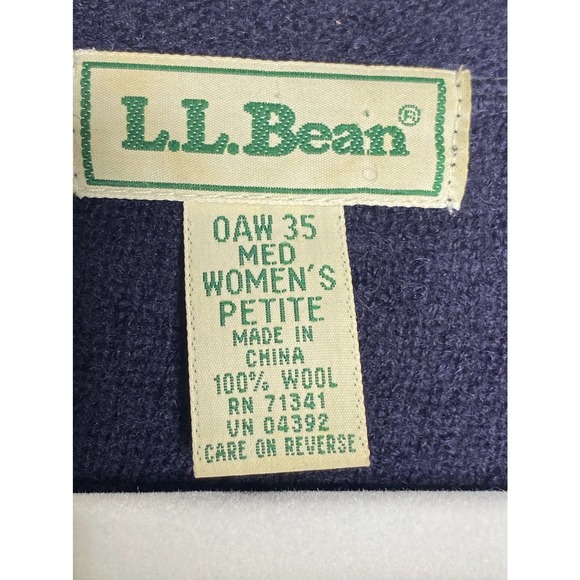 L.L.Bean®
OAW 35
MED
WOMEN'S
PETITE
MADE IN
CHINA
100% WOOL
RN 71341
VN 04392
CARE ON REVERSE